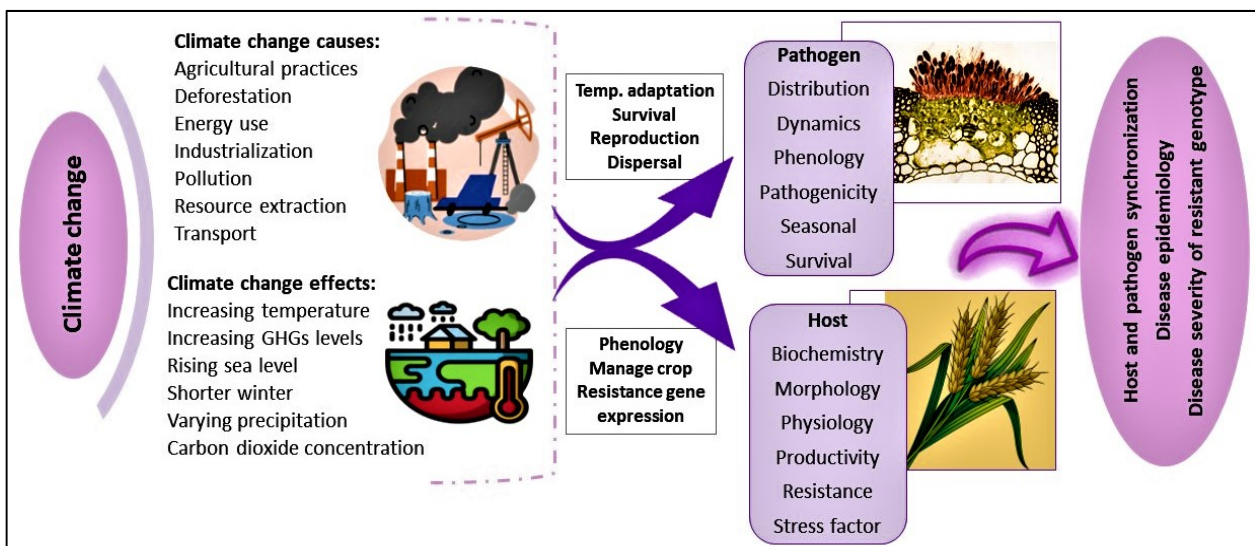 Climate change
Climate change causes:
Agricultural practices
Deforestation
Energy use
Industrialization
Pollution
Resource extraction
Transport
Climate change effects:
Increasing temperature
Increasing GHGs levels
Rising sea level
Shorter winter
Varying precipitation
Carbon dioxide concentration
Temp. adaptation
Survival
Reproduction
Dispersal
Phenology
Manage crop
Resistance gene
expression
Pathogen
Distribution
Dynamics
Phenology
Pathogenicity
Seasonal
Survival
Host
Biochemistry
Morphology
Physiology
Productivity
Resistance
Stress factor
Host and pathogen synchronization
Disease epidemiology
Disease severity of resistant genotype